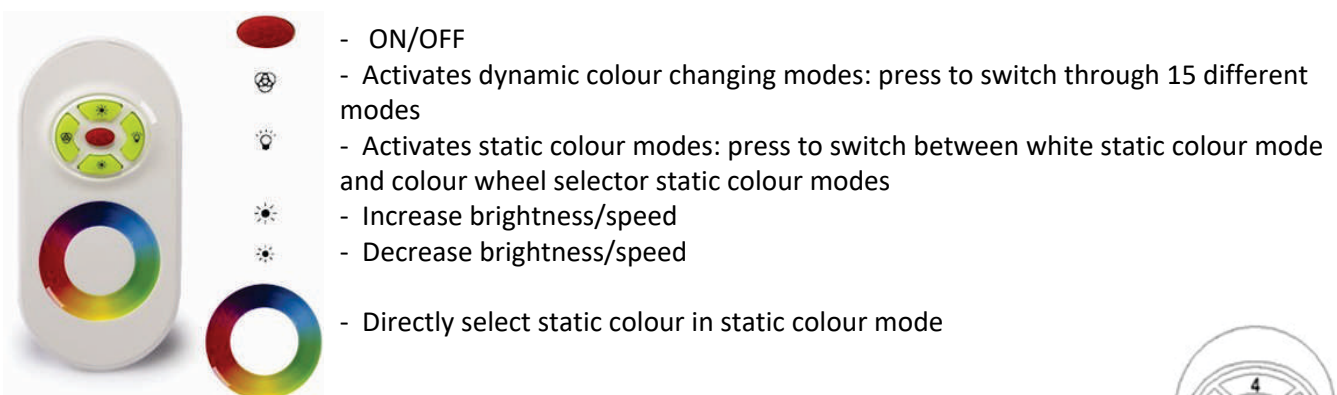 - ON/OFF
- Activates dynamic colour changing modes: press to switch through 15 different
modes
- Activates static colour modes: press to switch between white static colour mode
and colour wheel selector static colour modes
- Increase brightness/speed
- Decrease brightness/speed
- Directly select static colour in static colour mode
4